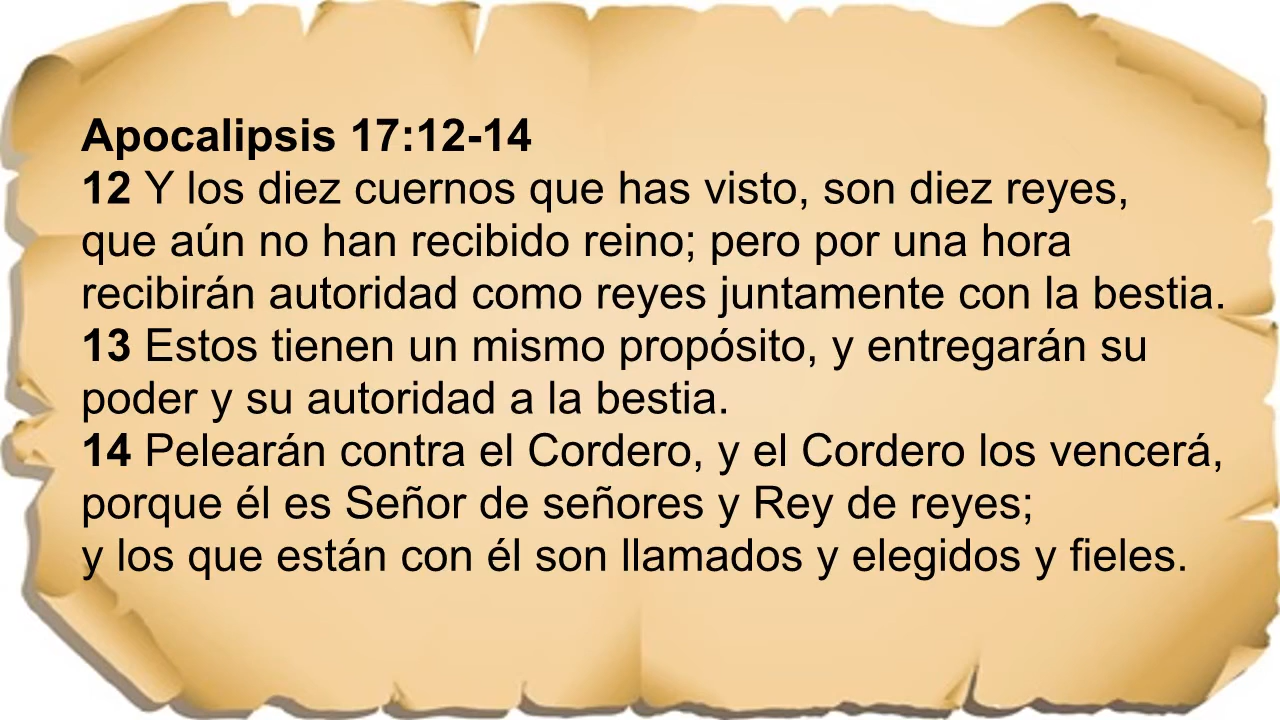 Apocalipsis 17:12-14
12 Y los diez cuernos que has visto, son diez reyes,
que aún no han recibido reino; pero por una hora
recibirán autoridad como reyes juntamente con la bestia.
13 Estos tienen un mismo propósito, y entregarán su
poder y su autoridad a la bestia.
14 Pelearán contra el Cordero, y el Cordero los vencerá,
porque él es Señor de señores y Rey de reyes;
y los que están con él son llamados y elegidos y fieles.